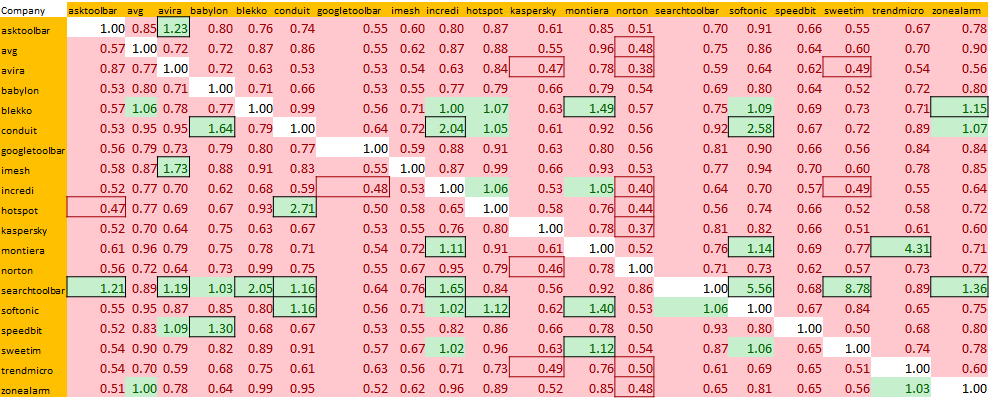 Company asktoolbar avg avira babylon blekko conduit googletoolbar imesh incredi hotspot kaspersky montiera norton searchtoolbar softonic speedbit sweetim trendmicro zonealarm
asktoolbar 1.00 0.85 1.23 0.80 0.76 0.74 0.55 0.60 0.80 0.87 0.61 0.85 0.51 0.70 0.91 0.66 0.55 0.67 0.78
avg 0.57 1.00 0.72 0.72 0.87 0.86 0.55 0.62 0.87 0.88 0.55 0.96 0.48 0.75 0.86 0.64 0.60 0.70 0.90
avira 0.87 0.77 1.00 0.72 0.63 0.53 0.53 0.54 0.63 0.84 0.47 0.78 0.38 0.59 0.64 0.62 0.49 0.54 0.56
babylon 0.53 0.80 0.71 1.00 0.71 0.66 0.53 0.55 0.77 0.79 0.66 0.79 0.54 0.69 0.80 0.64 0.52 0.72 0.80
blekko 0.57 1.06 0.78 0.77 1.00 0.99 0.56 0.71 1.00 1.07 0.63 1.49 0.57 0.75 1.09 0.69 0.73 0.71 1.15
conduit 0.53 0.95 0.95 1.64 0.79 1.00 0.64 0.72 2.04 1.05 0.61 0.92 0.56 0.92 2.58 0.67 0.72 0.89 1.07
googletoolbar 0.56 0.79 0.73 0.79 0.80 0.77 1.00 0.59 0.88 0.91 0.63 0.80 0.56 0.81 0.90 0.66 0.56 0.84 0.84
imesh 0.58 0.87 1.73 0.88 0.91 0.83 0.55 1.00 0.87 0.99 0.66 0.93 0.53 0.77 0.94 0.70 0.60 0.78 0.85
incredi 0.52 0.77 0.70 0.62 0.68 0.59 0.48 0.53 1.00 1.06 0.53 1.05 0.40 0.64 0.70 0.57 0.49 0.55 0.64
hotspot 0.47 0.77 0.69 0.67 0.93 2.71 0.50 0.58 0.65 1.00 0.58 0.76 0.44 0.56 0.74 0.66 0.52 0.58 0.72
kaspersky 0.52 0.70 0.64 0.75 0.63 0.67 0.53 0.55 0.76 0.80 1.00 0.78 0.37 0.81 0.82 0.66 0.51 0.61 0.60
montiera 0.61 0.96 0.79 0.75 0.78 0.71 0.54 0.72 1.11 0.91 0.61 1.00 0.52 0.76 1.14 0.69 0.77 4.31 0.71
norton 0.56 0.72 0.64 0.73 0.99 0.75 0.55 0.67 0.95 0.79 0.46 0.78 1.00 0.71 0.73 0.62 0.57 0.73 0.72
searchtoolbar 1.21 0.89 1.19 1.03 2.05 1.16 0.64 0.76 1.65 0.84 0.56 0.92 0.86 1.00 5.56 0.88 8.78 0.89 1.36
softonic 0.55 0.95 0.87 0.85 0.80 1.16 0.56 0.71 1.02 1.12 0.62 1.40 0.53 1.06 1.00 0.67 0.84 0.65 0.75
speedbit 0.52 0.83 1.09 1.30 0.68 0.67 0.53 0.55 0.82 0.86 0.66 0.78 0.50 0.93 0.80 1.00 0.50 0.68 0.80
sweetim 0.54 0.90 0.79 0.82 0.89 0.91 0.57 0.67 1.02 0.96 0.63 1.12 0.54 0.87 1.06 0.65 1.00 0.74 0.78
trendmicro 0.54 0.70 0.59 0.68 0.75 0.61 0.63 0.56 0.71 0.73 0.49 0.76 0.50 0.61 0.69 0.65 0.51 1.00 0.60
zonealarm 0.51 1.00 0.78 0.64 0.99 0.95 0.52 0.62 0.96 0.89 0.52 0.85 0.48 0.65 0.81 0.65 0.56 1.03 1.00